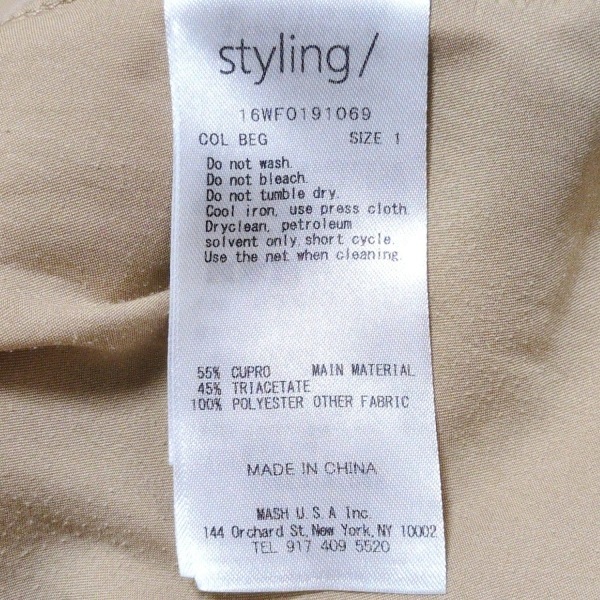 styling/
16WFO191069
COL BEG SIZE 1
Do not wash.
Do not bleach.
Do not tumble dry.
Cool iron, use press cloth.
Dryclean, petroleum
solvent only short cycle.
Use the net when cleaning.
55% CUPRO MAIN MATERIAL
45% TRIACETATE
100% POLYESTER OTHER FABRIC
MADE IN CHINA
MASH U.S.A Inc.
144 Orchard St, New York, NY 10002
TEL 917 409 5520